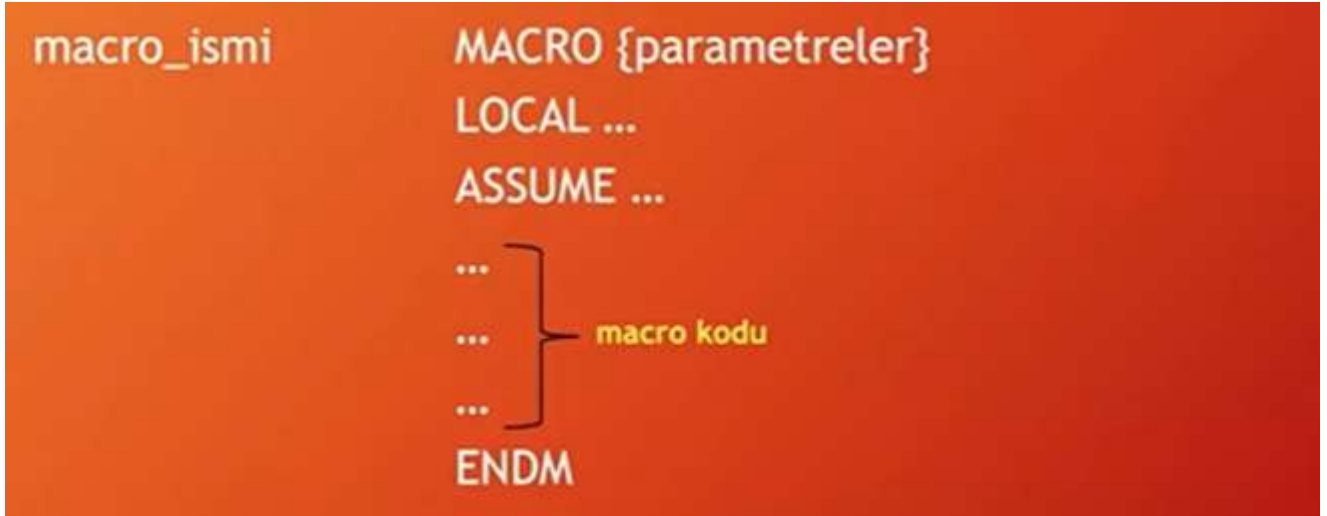 macro_ismi MACRO {parametreler}
LOCAL ...
ASSUME ...
...
... macro kodu
...
ENDM